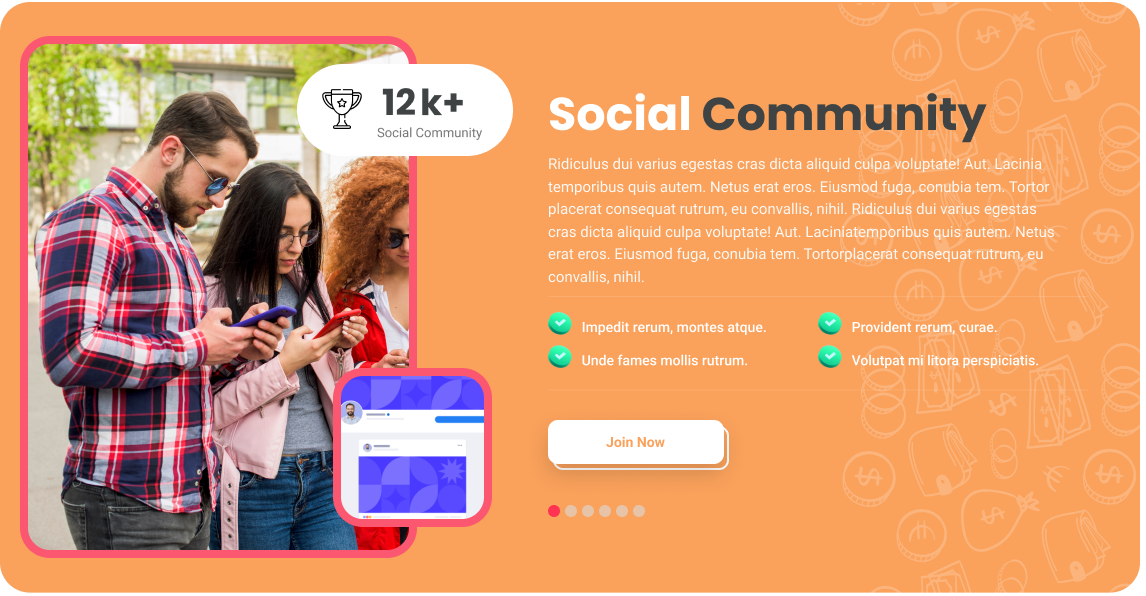 12k+
Social Community
Social Community
Ridiculus dui varius egestas cras dicta aliquid culpa voluptate! Aut. Lacinia
temporibus quis autem. Netus erat eros. Eiusmod fuga, conubia tem. Tortor
placerat consequat rutrum, eu convallis, nihil. Ridiculus dui varius egestas
cras dicta aliquid culpa voluptate! Aut. Laciniatemporibus quis autem. Netus
erat eros. Eiusmod fuga, conubia tem. Tortorplacerat consequat rutrum, eu
convallis, nihil.
Impedit rerum, montes atque.
Provident rerum, curae.
Unde fames mollis rutrum.
Volutpat mi litora perspiciatis.
Join Now